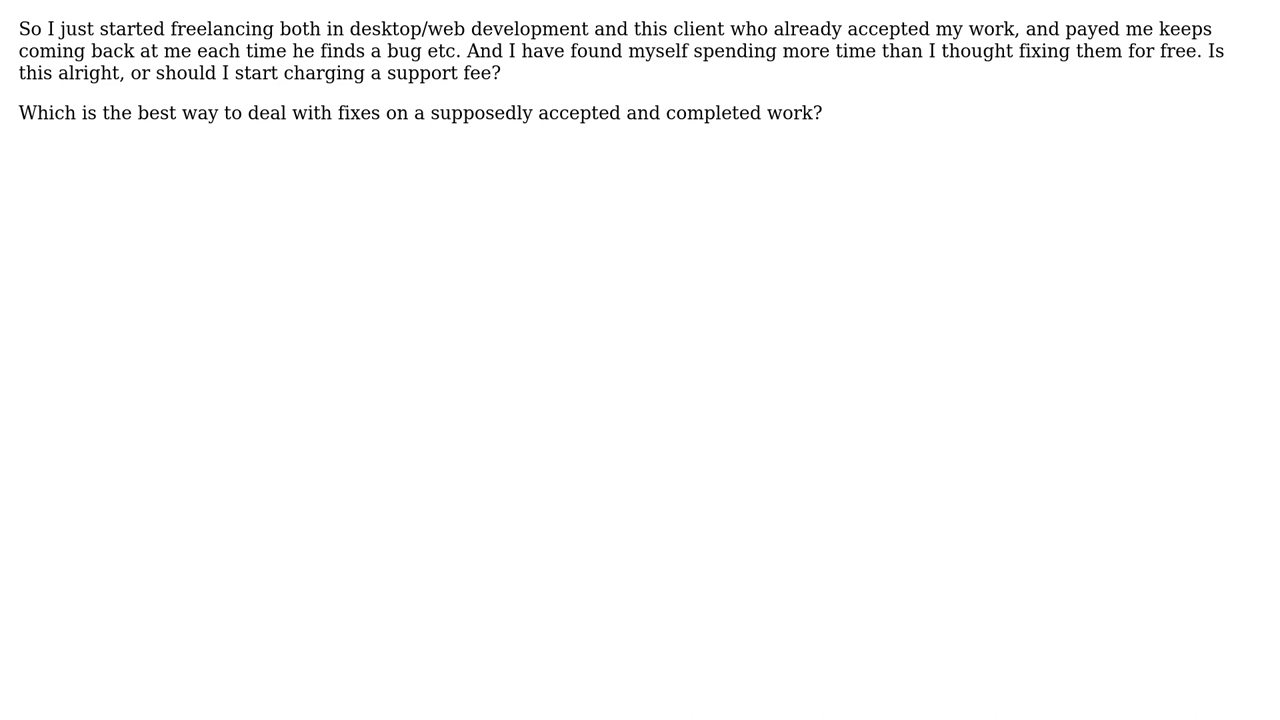 So I just started freelancing both in desktop/web development and this client who already accepted my work, and payed me keeps
coming back at me each time he finds a bug etc. And I have found myself spending more time than I thought fixing them for free. Is
this alright, or should I start charging a support fee?
Which is the best way to deal with fixes on a supposedly accepted and completed work?